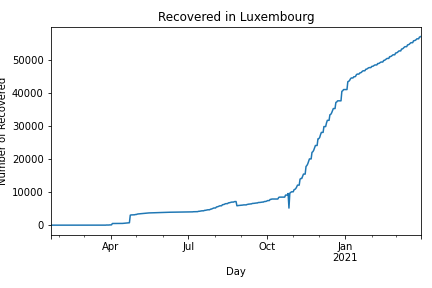 Recovered in Luxembourg
Number of Recovered
50000
40000
30000
20000
10000
0
Apr
Jul
Oct
Jan
2021
Day